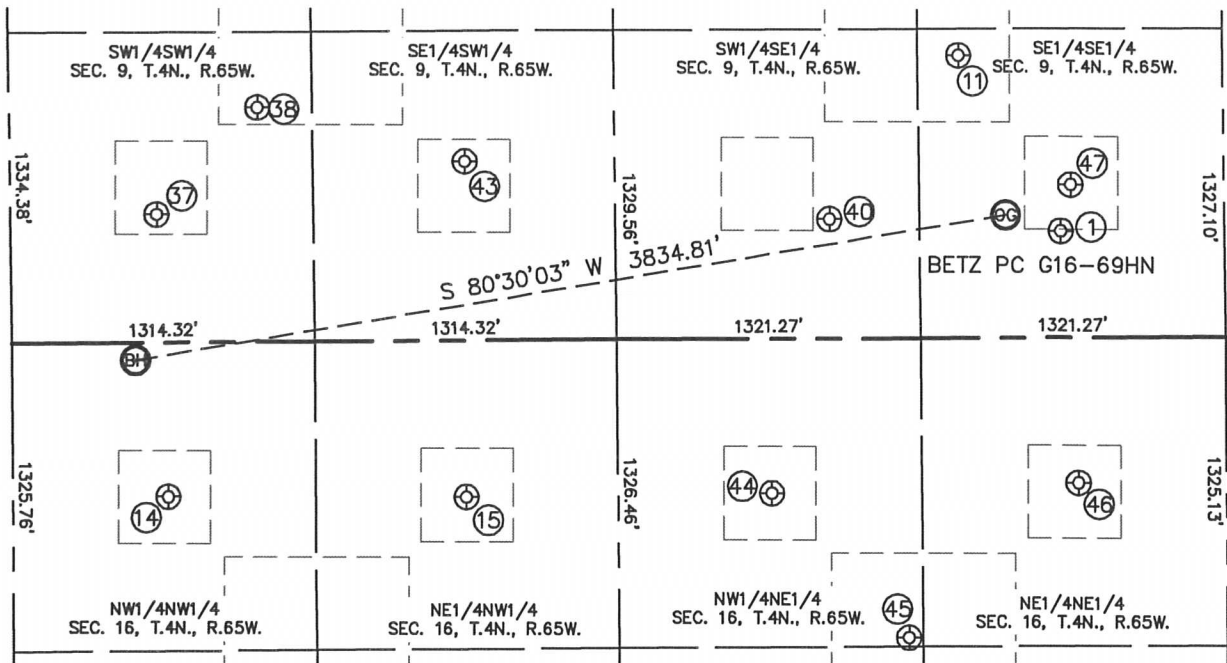 SW1/4SW1/4
SEC. 9, T.4N., R.65W.
SE1/4SW1/4
SEC. 9, T.4N., R.65W.
SW1/4SE1/4
SEC. 9, T.4N., R.65W.
SE1/4SE1/4
SEC. 9, T.4N., R.65W.
38
11
1334.38'
37
43
1329.56'
40
47
1327.10'
OG
1
BETZ PC G16-69HN
S 80°30'03" W 3834.81'
1314.32'
1314.32'
1321.27'
1321.27'
BH
1325.76'
14
15
1326.46'
44
46
1325.13'
45
NW1/4NW1/4
SEC. 16, T.4N., R.65W.
NE1/4NW1/4
SEC. 16, T.4N., R.65W.
NW1/4NE1/4
SEC. 16, T.4N., R.65W.
NE1/4NE1/4
SEC. 16, T.4N., R.65W.